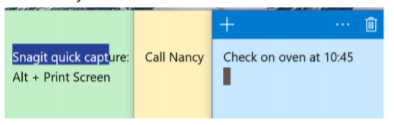 Snagit quick capture:
Alt + Print Screen
Call Nancy
Check on oven at 10:45